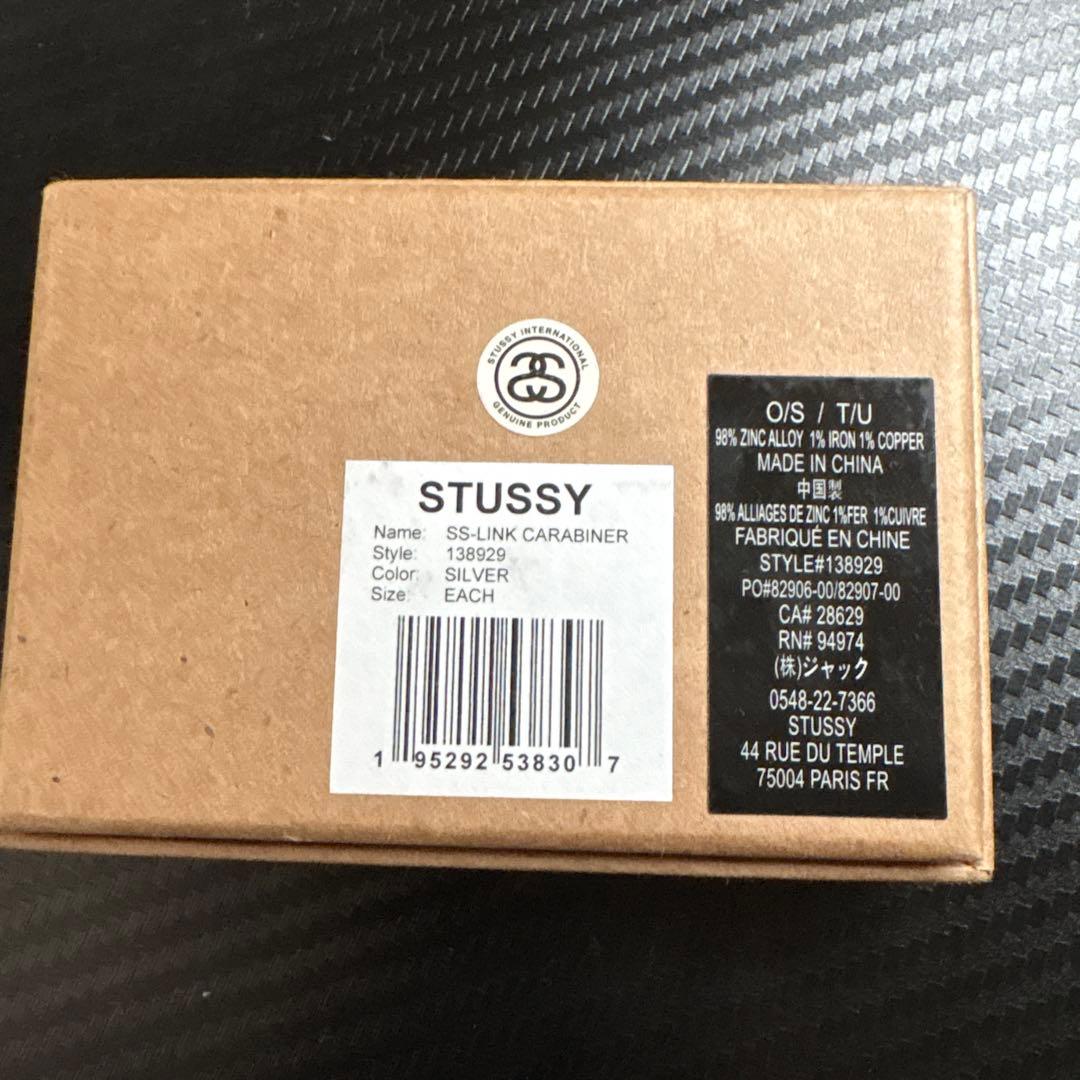 STUSSY INTERNATIONAL
GENUINE PRODUCT
STUSSY
Name: SS-LINK CARABINER
Style: 138929
Color: SILVER
Size: EACH
1 95292 53830 7
O/S / T/U
98% ZINC ALLOY 1% IRON 1% COPPER
MADE IN CHINA
中国製
98% ALLIAGES DE ZINC 1%FER 1%CUIVRE
FABRIQUÉ EN CHINE
STYLE#138929
PO#82906-00/82907-00
CA# 28629
RN# 94974
(株)ジャック
0548-22-7366
STUSSY
44 RUE DU TEMPLE
75004 PARIS FR